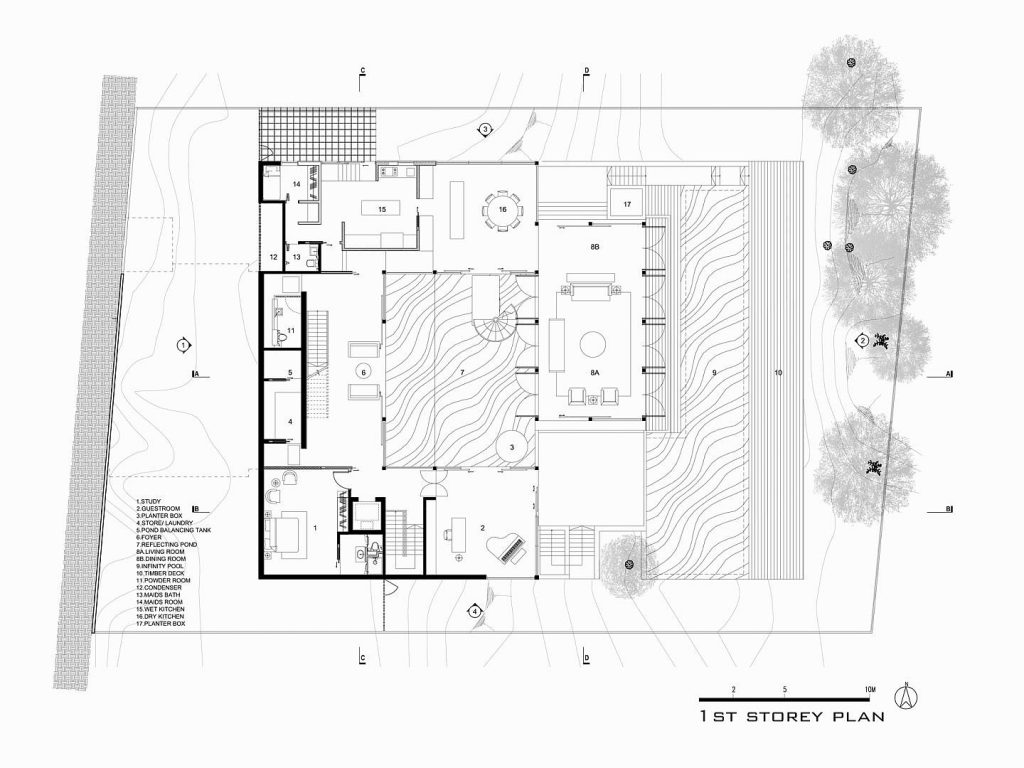 C
D
3
14
15
16
17
8B
12
13
11
1
2
6
5
7
8A
9
10
A
A
4
3
1.STUDY
2.GUESTROOM
3.PLANTER BOX
4.STORE/ LAUNDRY
5.POND BALANCING TANK
6.FOYER
7.REFLECTING POND
8A.LIVING ROOM
8B.DINING ROOM
9.INFINITY POOL
10.TIMBER DECK
11.POWDER ROOM
12.CONDENSER
13.MAIDS BATH
14.MAIDS ROOM
15.WET KITCHEN
16.DRY KITCHEN
17.PLANTER BOX
B
B
1
2
4
C
D
2
5
10M
N
1ST STOREY PLAN